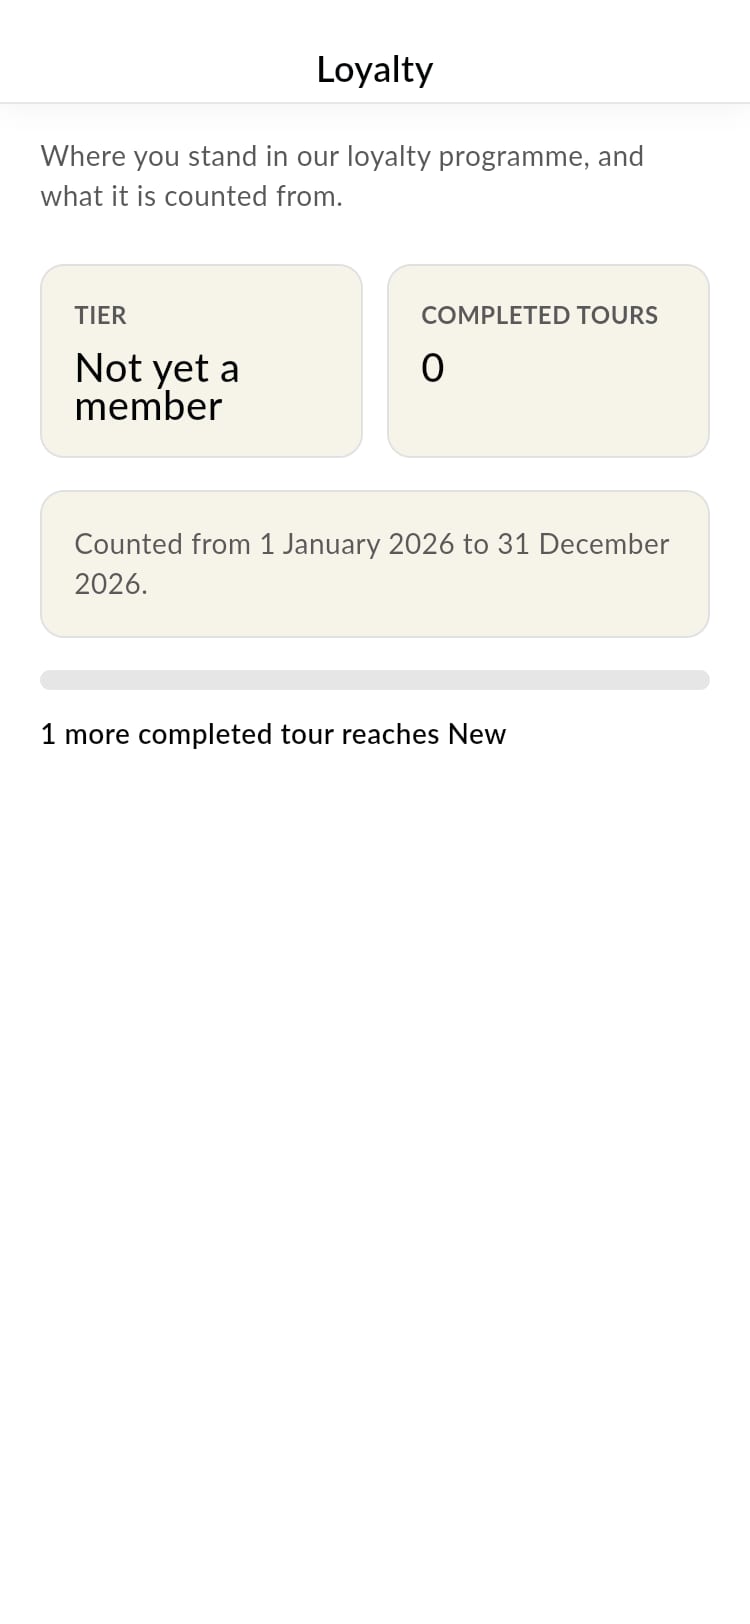 Loyalty
Where you stand in our loyalty programme, and
what it is counted from.
TIER
Not yet a
member
COMPLETED TOURS
0
Counted from 1 January 2026 to 31 December
2026.
1 more completed tour reaches New